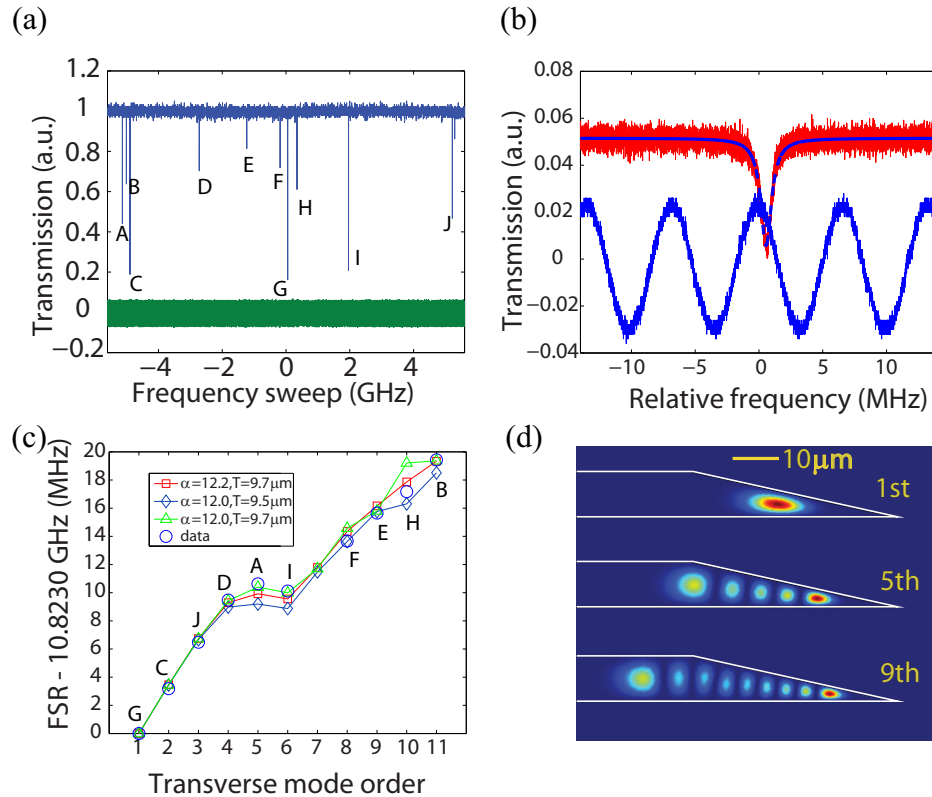 (a)
1.2
1
0.8
0.6
0.4
0.2
0
−0.2
Transmission (a.u.)
A
B
C
D
E
F
G
H
I
J
−4
−2
0
2
4
Frequency sweep (GHz)
(b)
0.08
0.06
0.04
0.02
0
−0.02
−0.04
Transmission (a.u.)
−10
−5
0
5
10
Relative frequency (MHz)
(c)
20
18
16
14
12
10
8
6
4
2
0
FSR - 10.8230 GHz (MHz)
α=12.2,T=9.7μm
α=12.0,T=9.5μm
α=12.0,T=9.7μm
data
G
C
J
D
A
I
F
E
H
B
1
2
3
4
5
6
7
8
9
10
11
Transverse mode order
(d)
10μm
1st
5th
9th